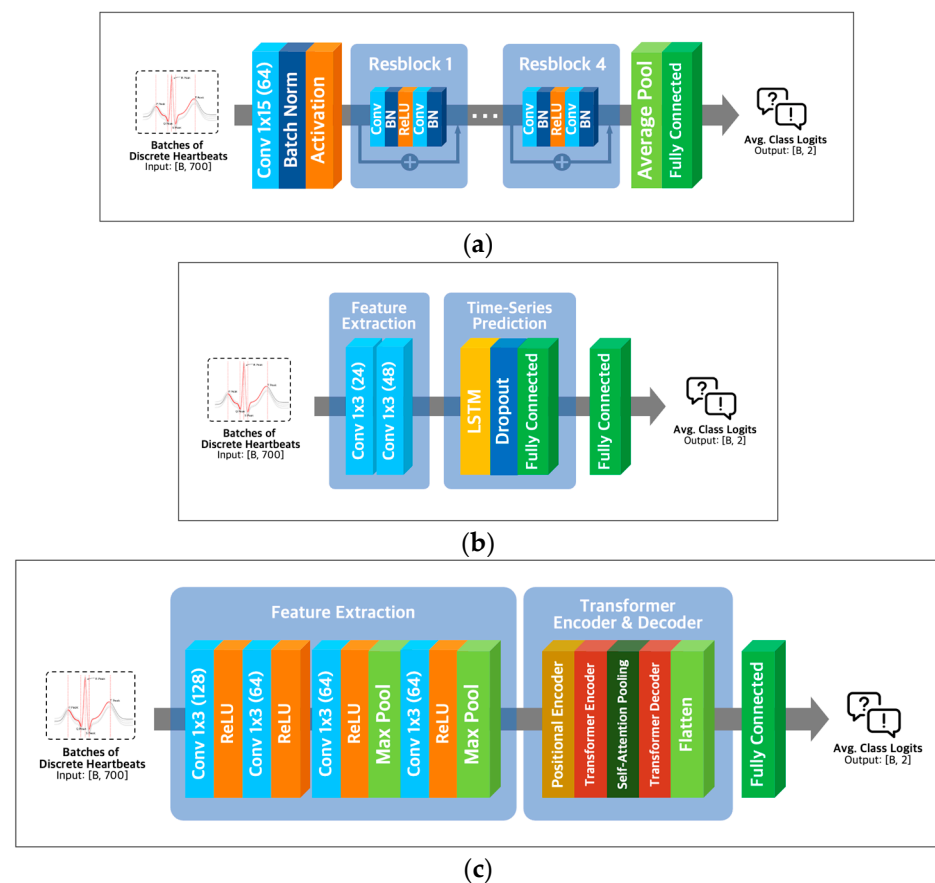 Batches of
Discrete Heartbeats
Input: [B, 700]
Conv 1x15 (64)
Batch Norm
Activation
Resblock 1
Conv
BN
ReLU
Conv
BN
...
Resblock 4
Conv
BN
ReLU
Conv
BN
Average Pool
Fully Connected
?
!
Avg. Class Logits
Output: [B, 2]
(a)
Batches of
Discrete Heartbeats
Input: [B, 700]
Feature
Extraction
Conv 1x3 (24)
Conv 1x3 (48)
Time-Series
Prediction
LSTM
Dropout
Fully Connected
Fully Connected
?
!
Avg. Class Logits
Output: [B, 2]
(b)
Batches of
Discrete Heartbeats
Input: [B, 700]
Feature Extraction
Conv 1x3 (128)
ReLU
Conv 1x3 (64)
ReLU
Conv 1x3 (64)
ReLU
Max Pool
Conv 1x3 (64)
ReLU
Max Pool
Transformer
Encoder & Decoder
Positional Encoder
Transformer Encoder
Self-Attention Pooling
Transformer Decoder
Flatten
Fully Connected
?
!
Avg. Class Logits
Output: [B, 2]
(c)